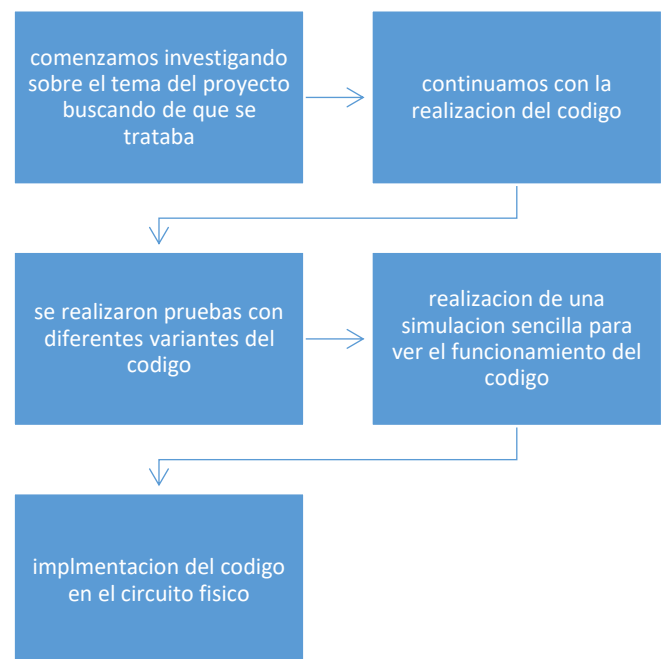 comenzamos investigando
sobre el tema del proyecto
buscando de que se
trataba
continuamos con la
realizacion del codigo
se realizaron pruebas con
diferentes variantes del
codigo
realizacion de una
simulacion sencilla para
ver el funcionamiento del
codigo
implmentacion del codigo
en el circuito fisico